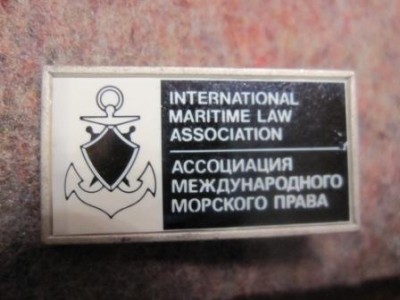 INTERNATIONAL
MARITIME LAW
ASSOCIATION
АССОЦИАЦИЯ
МЕЖДУНАРОДНОГО
МОРСКОГО ПРАВА